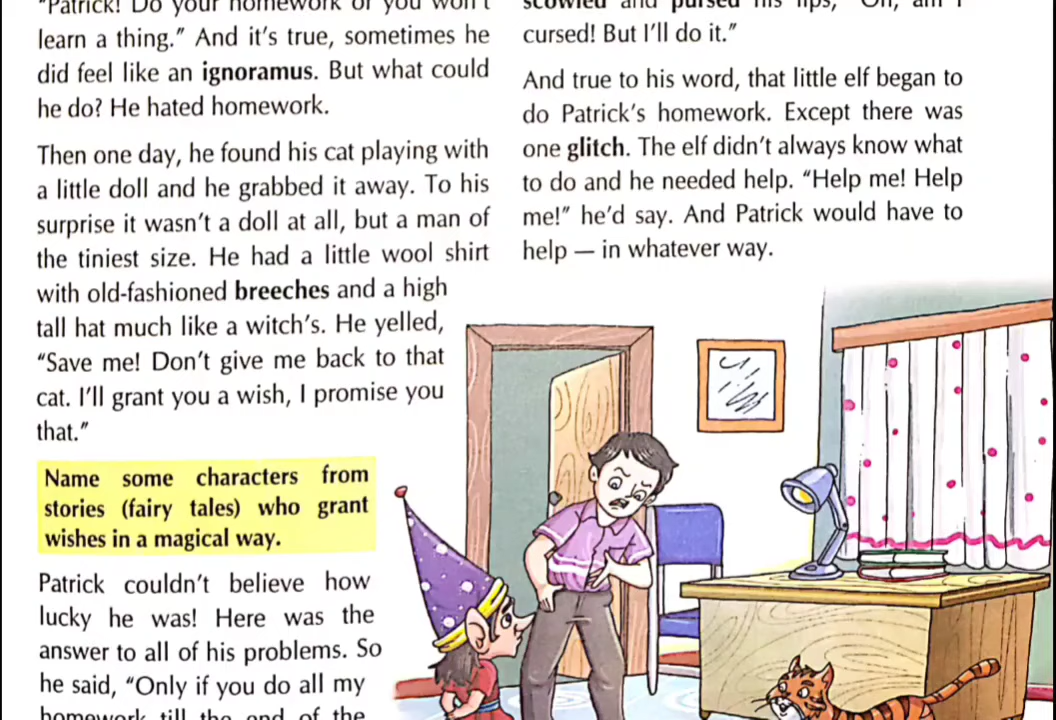 "Patrick! Do your homework or you won't
learn a thing." And it's true, sometimes he
did feel like an ignoramus. But what could
he do? He hated homework.
Then one day, he found his cat playing with
a little doll and he grabbed it away. To his
surprise it wasn't a doll at all, but a man of
the tiniest size. He had a little wool shirt
with old-fashioned breeches and a high
tall hat much like a witch's. He yelled,
"Save me! Don't give me back to that
cat. I'll grant you a wish, I promise you
that."
Name some characters from
stories (fairy tales) who grant
wishes in a magical way.
Patrick couldn't believe how
lucky he was! Here was the
answer to all of his problems. So
he said, "Only if you do all my
homework till the end of the
scowled and pursed his lips, "Oh, am I
cursed! But I'll do it."
And true to his word, that little elf began to
do Patrick's homework. Except there was
one glitch. The elf didn't always know what
to do and he needed help. "Help me! Help
me!" he'd say. And Patrick would have to
help — in whatever way.